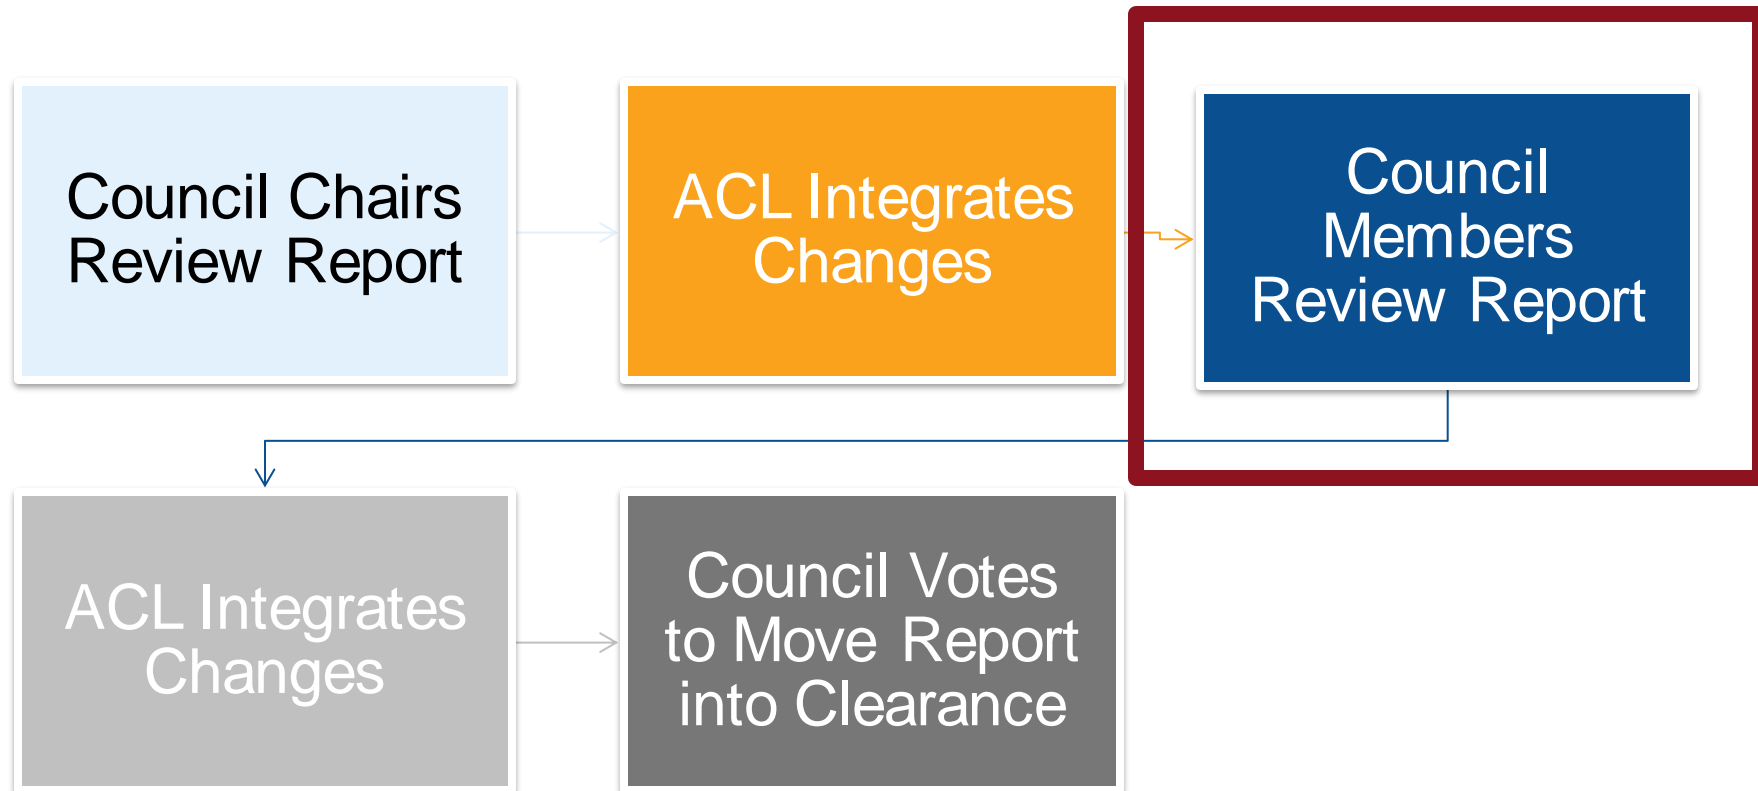 Council Chairs
Review Report
ACL Integrates
Changes
Council
Members
Review Report
ACL Integrates
Changes
Council Votes
to Move Report
into Clearance